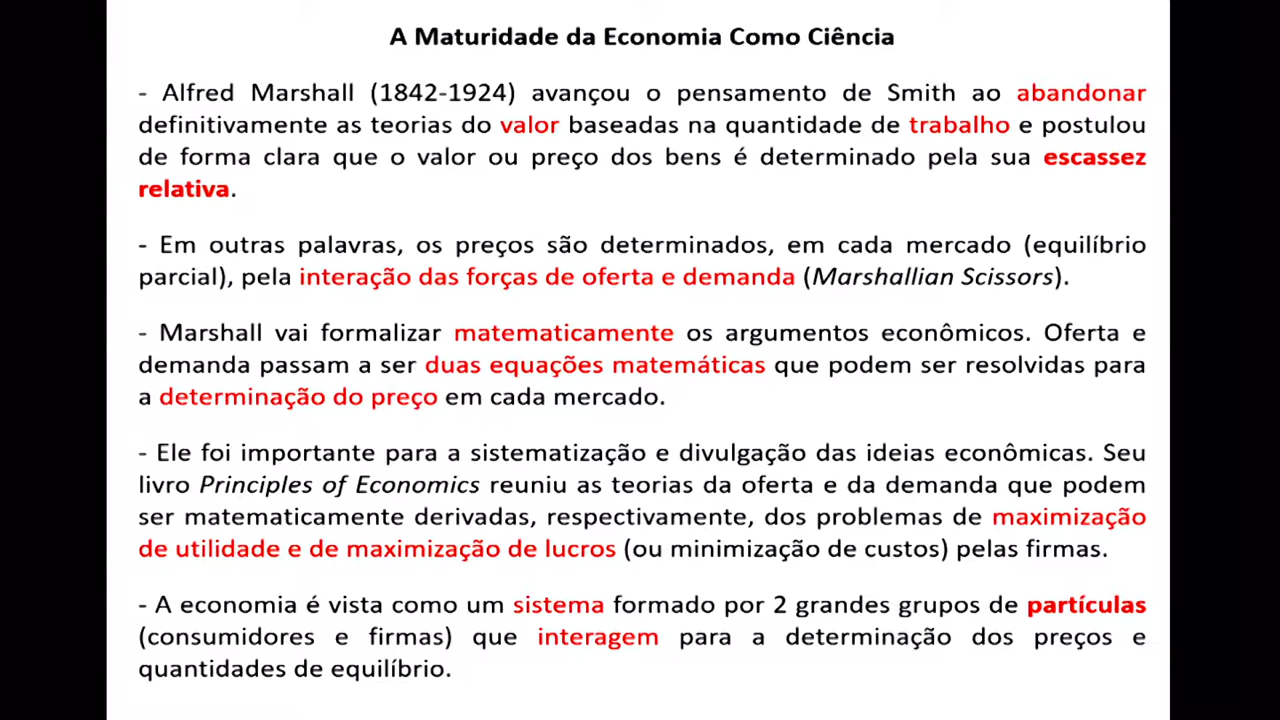 A Maturidade da Economia Como Ciência
- Alfred Marshall (1842-1924) avançou o pensamento de Smith ao abandonar
definitivamente as teorias do valor baseadas na quantidade de trabalho e postulou
de forma clara que o valor ou preço dos bens é determinado pela sua escassez
relativa.
- Em outras palavras, os preços são determinados, em cada mercado (equilíbrio
parcial), pela interação das forças de oferta e demanda (Marshallian Scissors).
- Marshall vai formalizar matematicamente os argumentos econômicos. Oferta e
demanda passam a ser duas equações matemáticas que podem ser resolvidas para
a determinação do preço em cada mercado.
- Ele foi importante para a sistematização e divulgação das ideias econômicas. Seu
livro Principles of Economics reuniu as teorias da oferta e da demanda que podem
ser matematicamente derivadas, respectivamente, dos problemas de maximização
de utilidade e de maximização de lucros (ou minimização de custos) pelas firmas.
- A economia é vista como um sistema formado por 2 grandes grupos de partículas
(consumidores e firmas) que interagem para a determinação dos preços e
quantidades de equilíbrio.